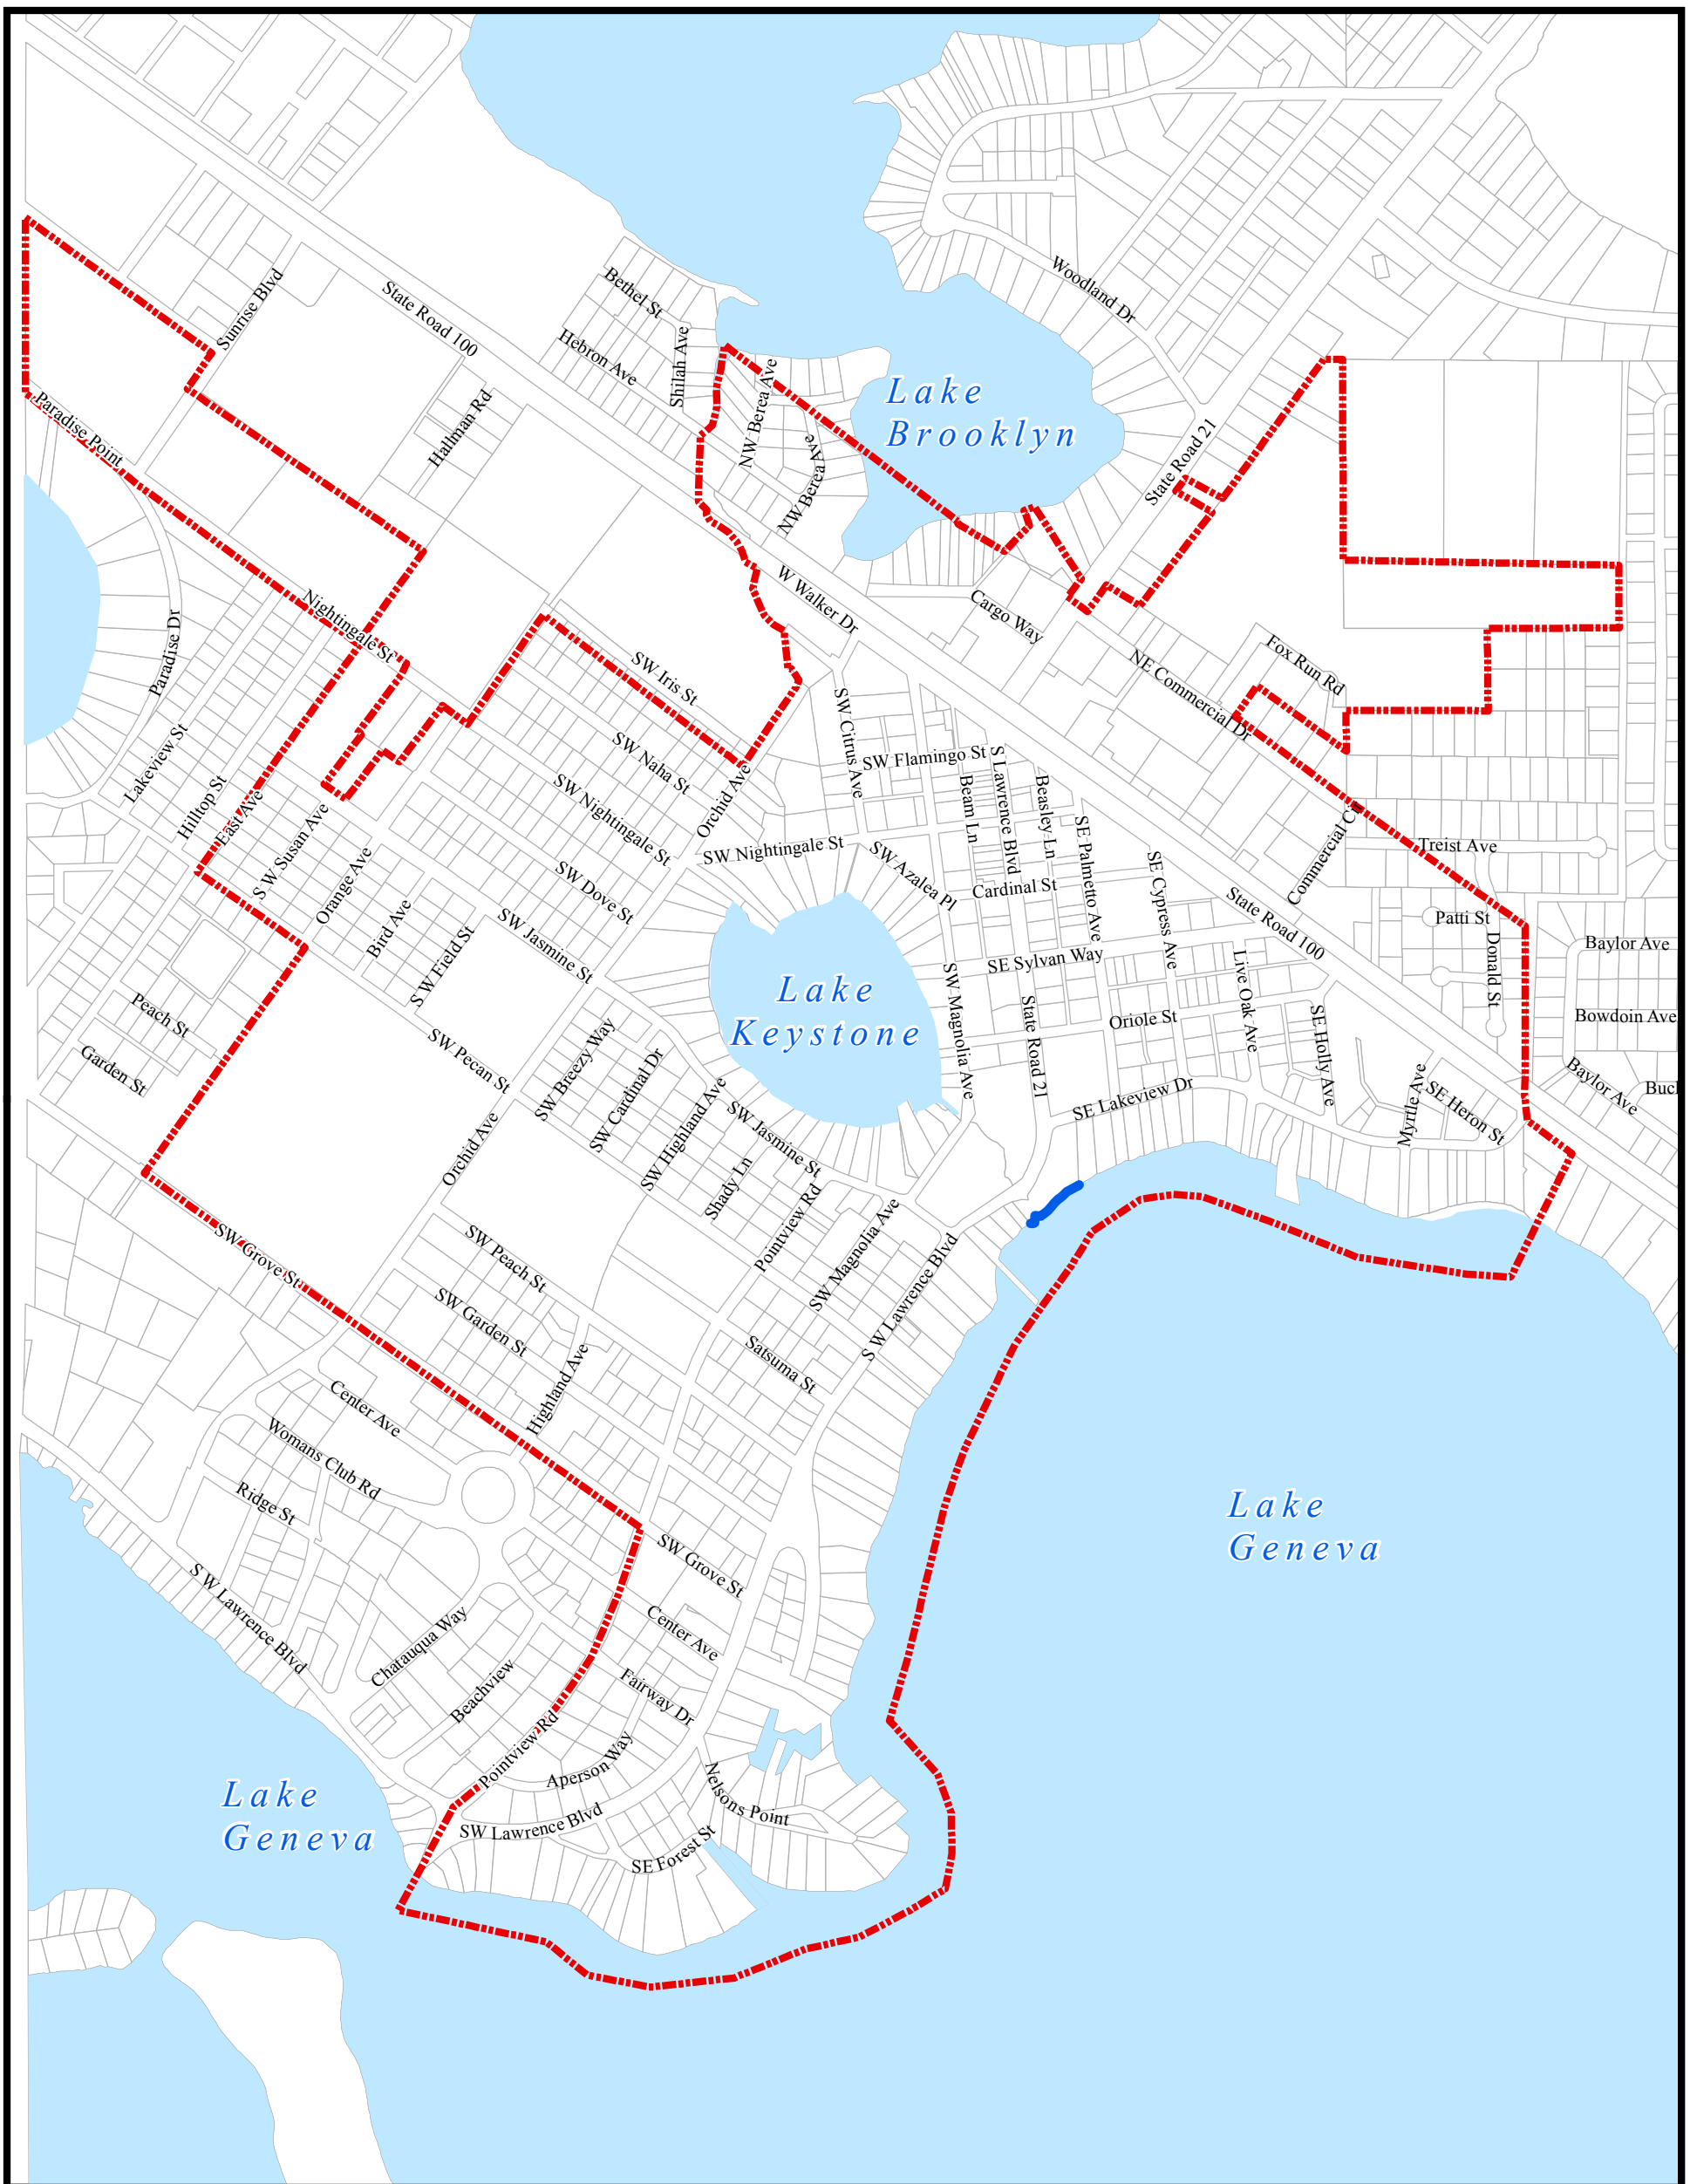 Woodland Dr
Bethel St
Sunrise Blvd
State Road 100
Hebron Ave
Shilah Ave
Lake
Brooklyn
NW Berea Ave
Hallman Rd
Paradise Point
NW Berea Ave
State Road 21
W Walker Dr
Cargo Way
Nightingale St
Paradise Dr
Fox Run Rd
SW Iris St
NE Commercial Dr
SW Citrus Ave
Lakeview St
SW Naha St
SW Flamingo St
S Lawrence Blvd
Hilltop St
East Ave
SW Nightingale St
Orchid Ave
Beam Ln
Beasley Ln
SE Palmetto Ave
Commercial Cir
Treist Ave
S W Susan Ave
Orange Ave
SW Nightingale St
SW Azalea Pl
Cardinal St
SE Cypress Ave
SW Dove St
Bird Ave
S W Field St
SW Jasmine St
State Road 100
Patti St
Donald St
Baylor Ave
SE Sylvan Way
Live Oak Ave
Lake
Keystone
SW Magnolia Ave
State Road 21
Oriole St
SE Holly Ave
Bowdoin Ave
Peach St
Garden St
SW Pecan St
SW Breezy Way
SW Cardinal Dr
SW Highland Ave
SW Jasmine St
SE Lakeview Dr
Myrtle Ave
SE Heron St
Baylor Ave
Bucl
Orchid Ave
Shady Ln
Pointview Rd
SW Magnolia Ave
S W Lawrence Blvd
SW Grove St
SW Peach St
SW Garden St
Satsuma St
Highland Ave
Center Ave
Womans Club Rd
Ridge St
Lake
Geneva
SW Grove St
S W Lawrence Blvd
Chatauqua Way
Center Ave
Beachview
Fairway Dr
Pointview Rd
Aperson Way
Nelsons Point
Lake
Geneva
SW Lawrence Blvd
SE Forest St